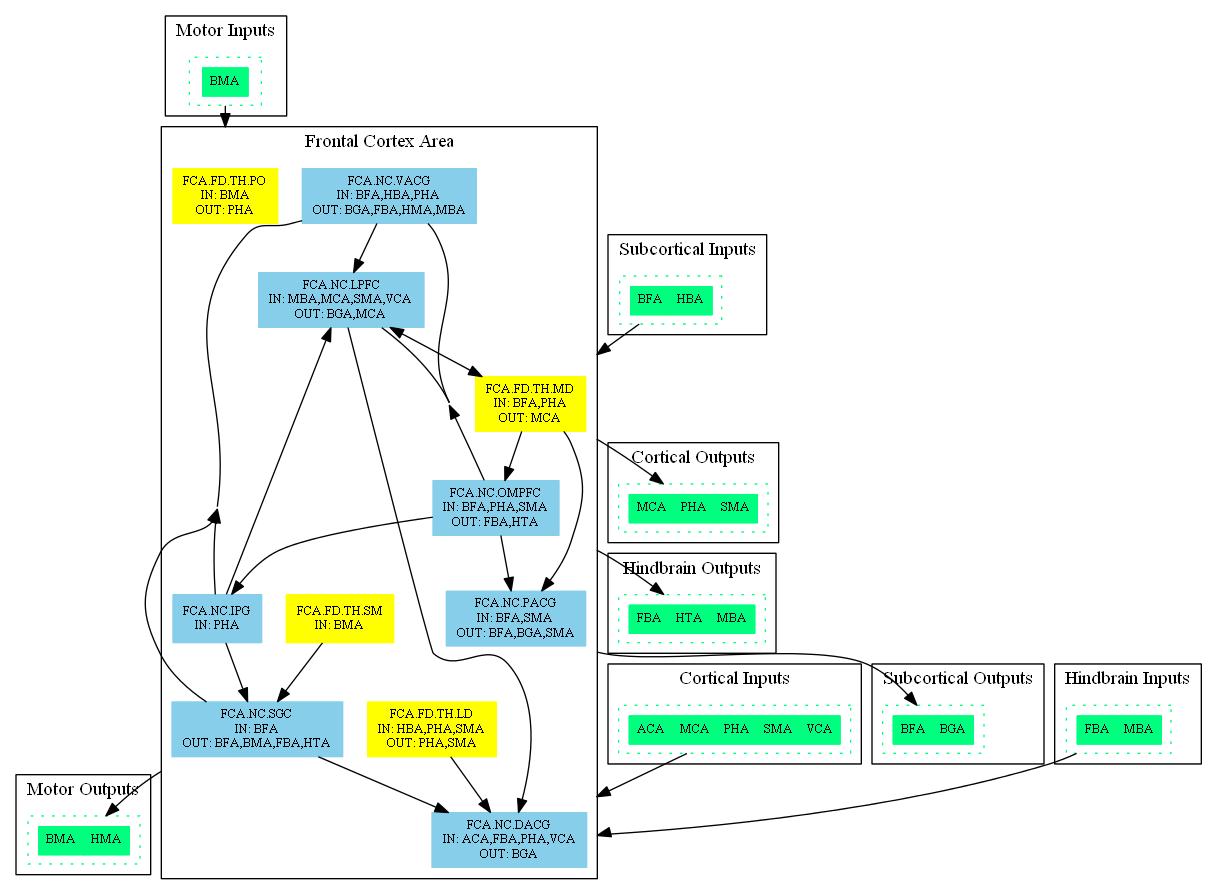 Motor Inputs
BMA
Frontal Cortex Area
FCA.FD.TH.PO
IN: BMA
OUT: PHA
FCA.NC.VACG
IN: BFA,HBA,PHA
OUT: BGA,FBA,HMA,MBA
FCA.NC.LPFC
IN: MBA,MCA,SMA,VCA
OUT: BGA,MCA
Subcortical Inputs
BFA HBA
FCA.FD.TH.MD
IN: BFA,PHA
OUT: MCA
Cortical Outputs
MCA PHA SMA
FCA.NC.OMPFC
IN: BFA,PHA,SMA
OUT: FBA,HTA
Hindbrain Outputs
FBA HTA MBA
FCA.NC.IPG
IN: PHA
FCA.FD.TH.SM
IN: BMA
FCA.NC.PACG
IN: BFA,SMA
OUT: BFA,BGA,SMA
Cortical Inputs
ACA MCA PHA SMA VCA
Subcortical Outputs
BFA BGA
Hindbrain Inputs
FBA MBA
FCA.NC.SGC
IN: BFA
OUT: BFA,BMA,FBA,HTA
FCA.FD.TH.LD
IN: HBA,PHA,SMA
OUT: PHA,SMA
Motor Outputs
BMA HMA
FCA.NC.DACG
IN: ACA,FBA,PHA,VCA
OUT: BGA